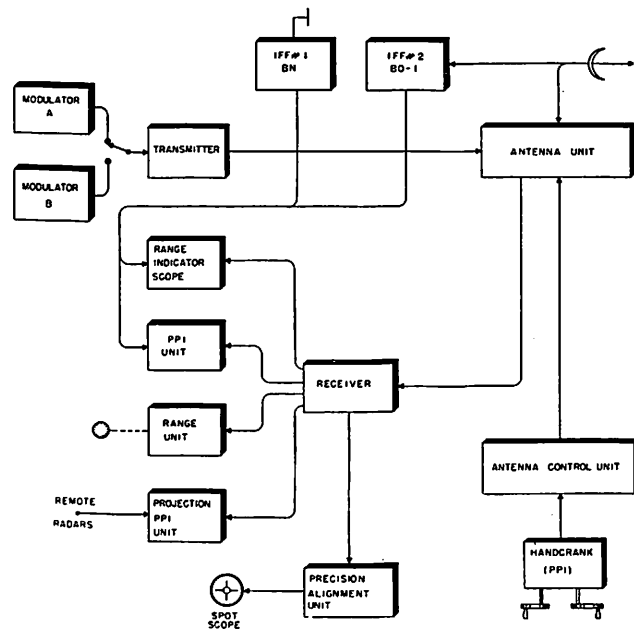 IFF#1
BN
IFF#2
BO-1
MODULATOR
A
TRANSMITTER
ANTENNA UNIT
MODULATOR
B
RANGE
INDICATOR
SCOPE
PPI
UNIT
RECEIVER
RANGE
UNIT
ANTENNA CONTROL UNIT
REMOTE
RADARS
PROJECTION
PPI
UNIT
HANDCRANK
(PPI)
PRECISION
ALIGNMENT
UNIT
SPOT
SCOPE